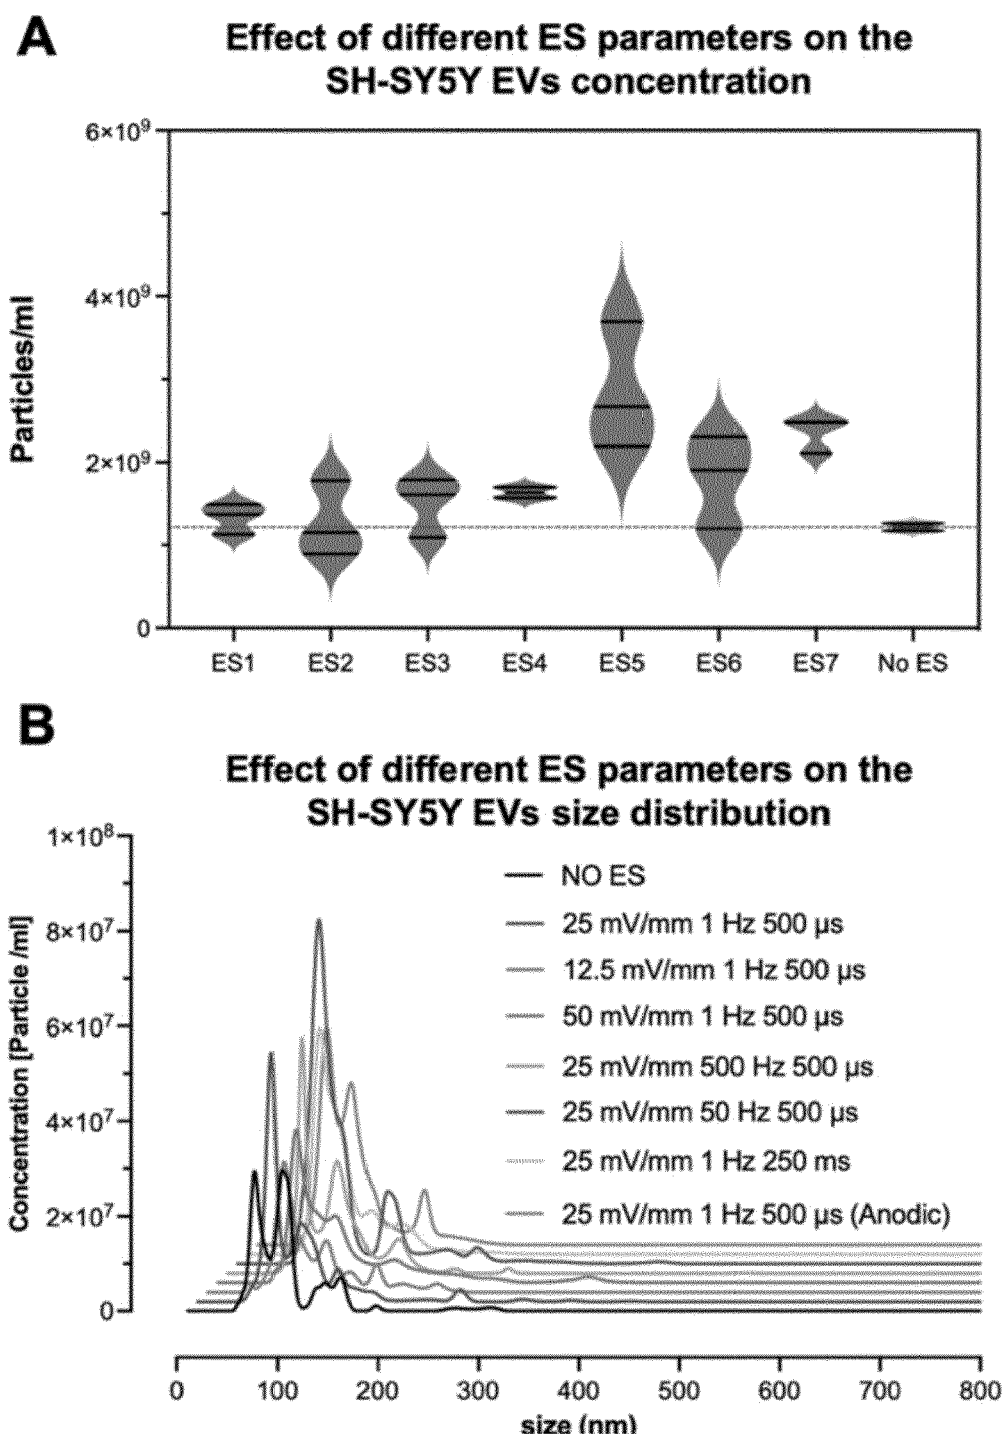 A
Effect of different ES parameters on the
SH-SY5Y EVs concentration
Particles/ml
6×10⁹
4×10⁹
2×10⁹
0
ES1 ES2 ES3 ES4 ES5 ES6 ES7 No ES
B
Effect of different ES parameters on the
SH-SY5Y EVs size distribution
Concentration [Particle /ml]
1×10⁸
8×10⁷
6×10⁷
4×10⁷
2×10⁷
0
NO ES
25 mV/mm 1 Hz 500 µs
12.5 mV/mm 1 Hz 500 µs
50 mV/mm 1 Hz 500 µs
25 mV/mm 500 Hz 500 µs
25 mV/mm 50 Hz 500 µs
25 mV/mm 1 Hz 250 ms
25 mV/mm 1 Hz 500 µs (Anodic)
0 100 200 300 400 500 600 700 800
size (nm)